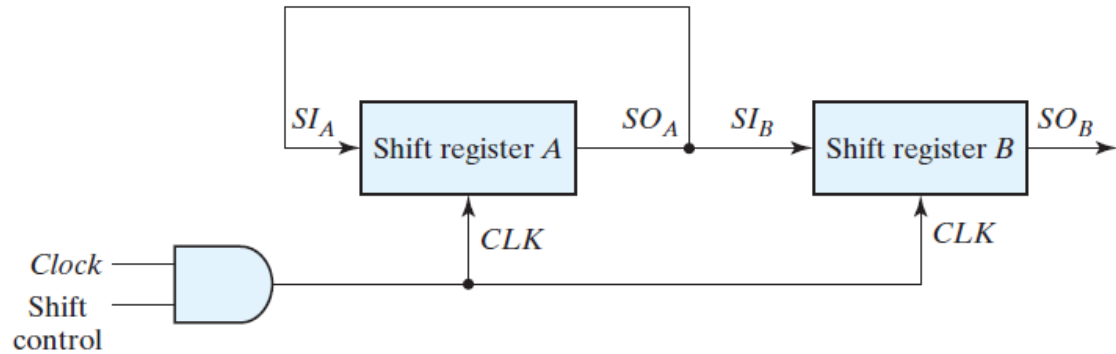 SI_A
Shift register A
SO_A
SI_B
Shift register B
SO_B
CLK
CLK
Clock
Shift
control